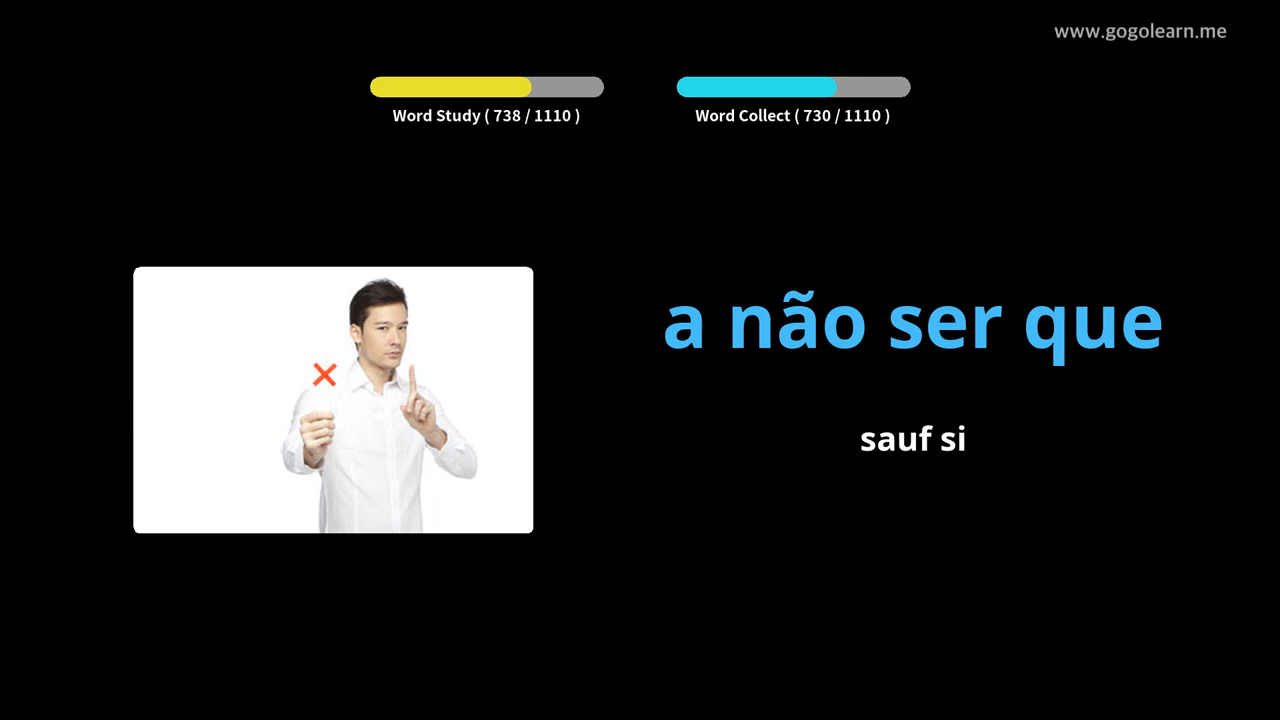 www.gogolearn.me
Word Study ( 738 / 1110 )
Word Collect ( 730 / 1110 )
a não ser que
sauf si